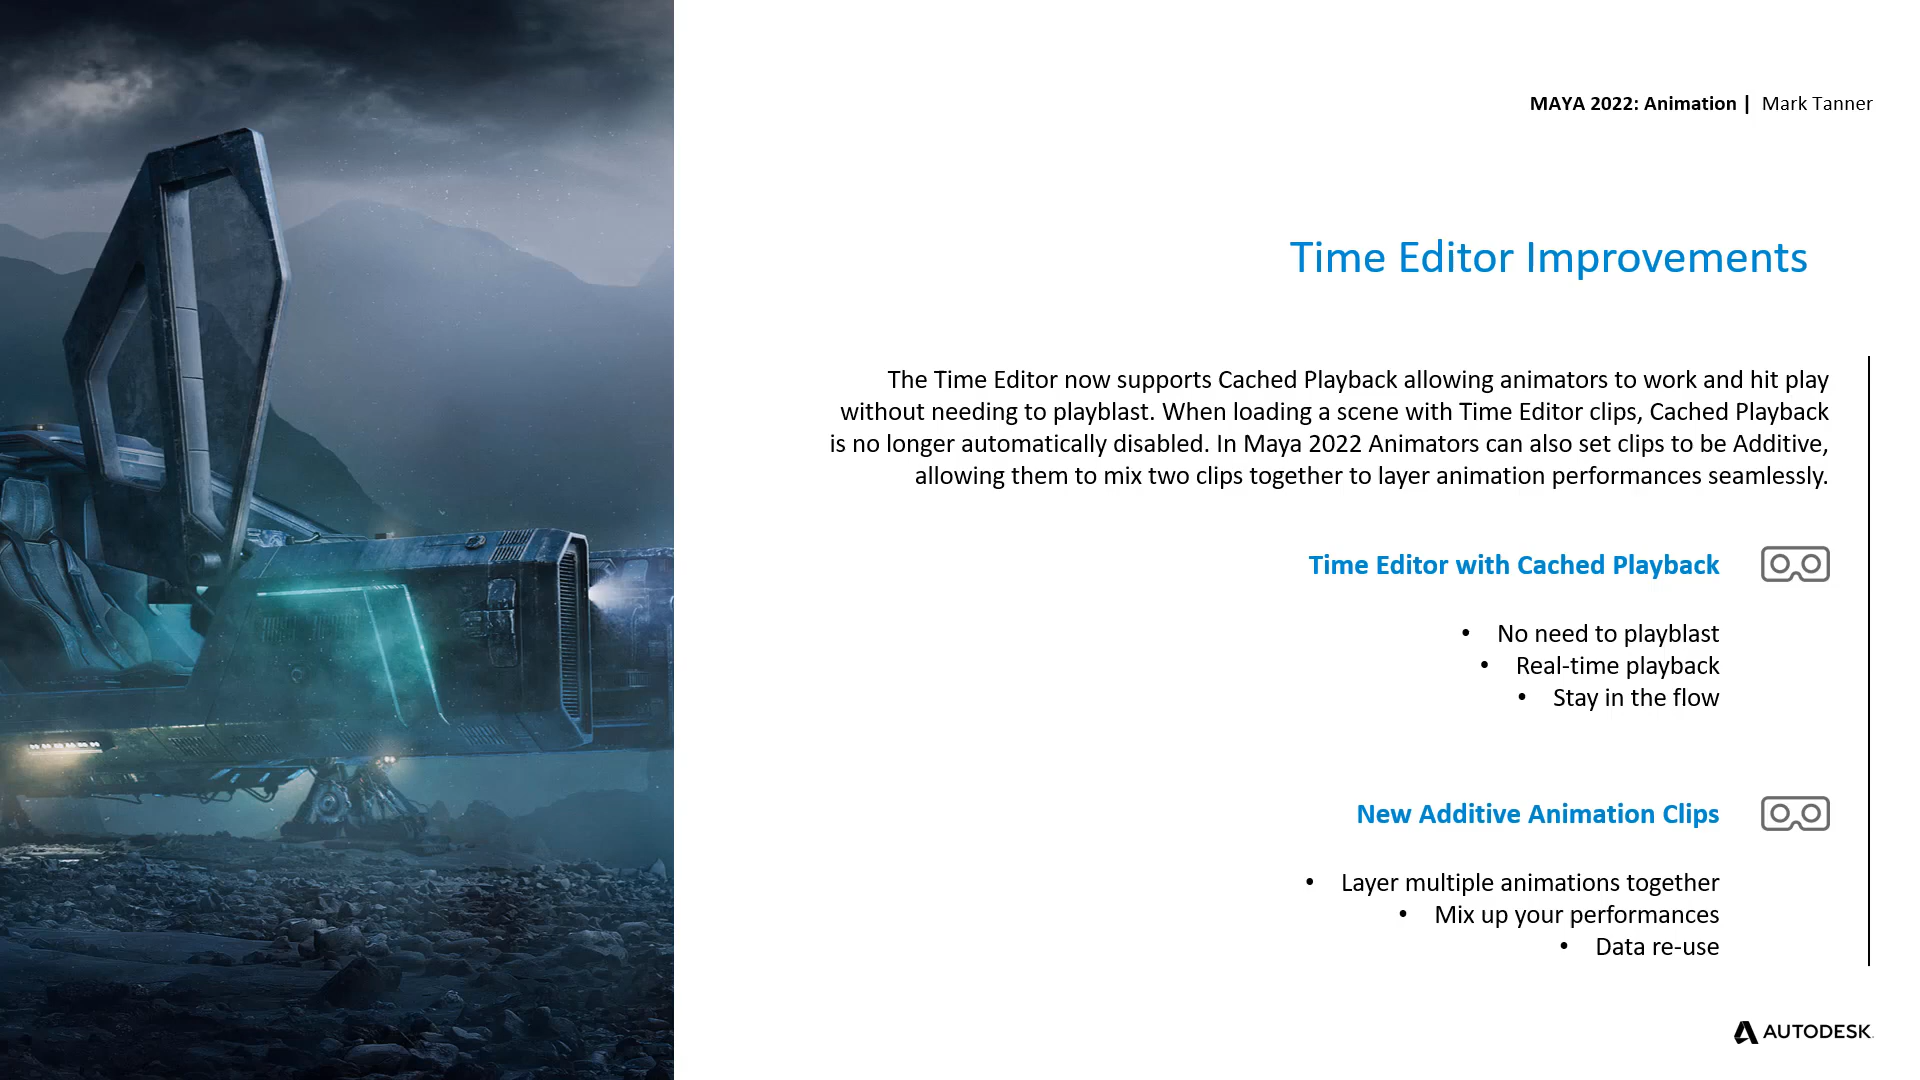 MAYA 2022: Animation | Mark Tanner
Time Editor Improvements
The Time Editor now supports Cached Playback allowing animators to work and hit play
without needing to playblast. When loading a scene with Time Editor clips, Cached Playback
is no longer automatically disabled. In Maya 2022 Animators can also set clips to be Additive,
allowing them to mix two clips together to layer animation performances seamlessly.
Time Editor with Cached Playback
• No need to playblast
• Real-time playback
• Stay in the flow
New Additive Animation Clips
• Layer multiple animations together
• Mix up your performances
• Data re-use
AUTODESK